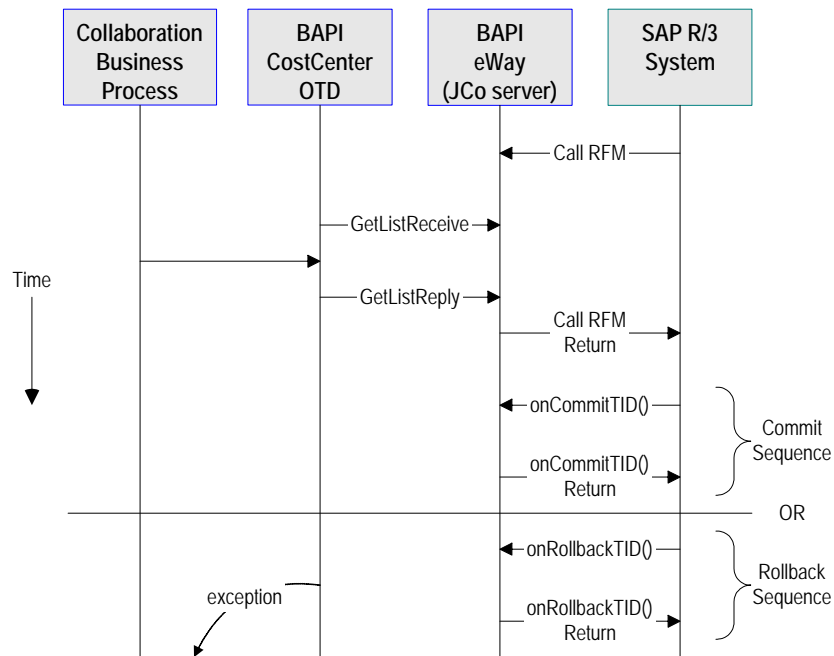 Collaboration
Business
Process
BAPI
CostCenter
OTD
BAPI
eWay
(JCo server)
SAP R/3
System
Call RFM
GetListReceive
Time
GetListReply
Call RFM
Return
onCommitTID()
Commit
Sequence
onCommitTID()
Return
OR
onRollbackTID()
Rollback
Sequence
exception
onRollbackTID()
Return